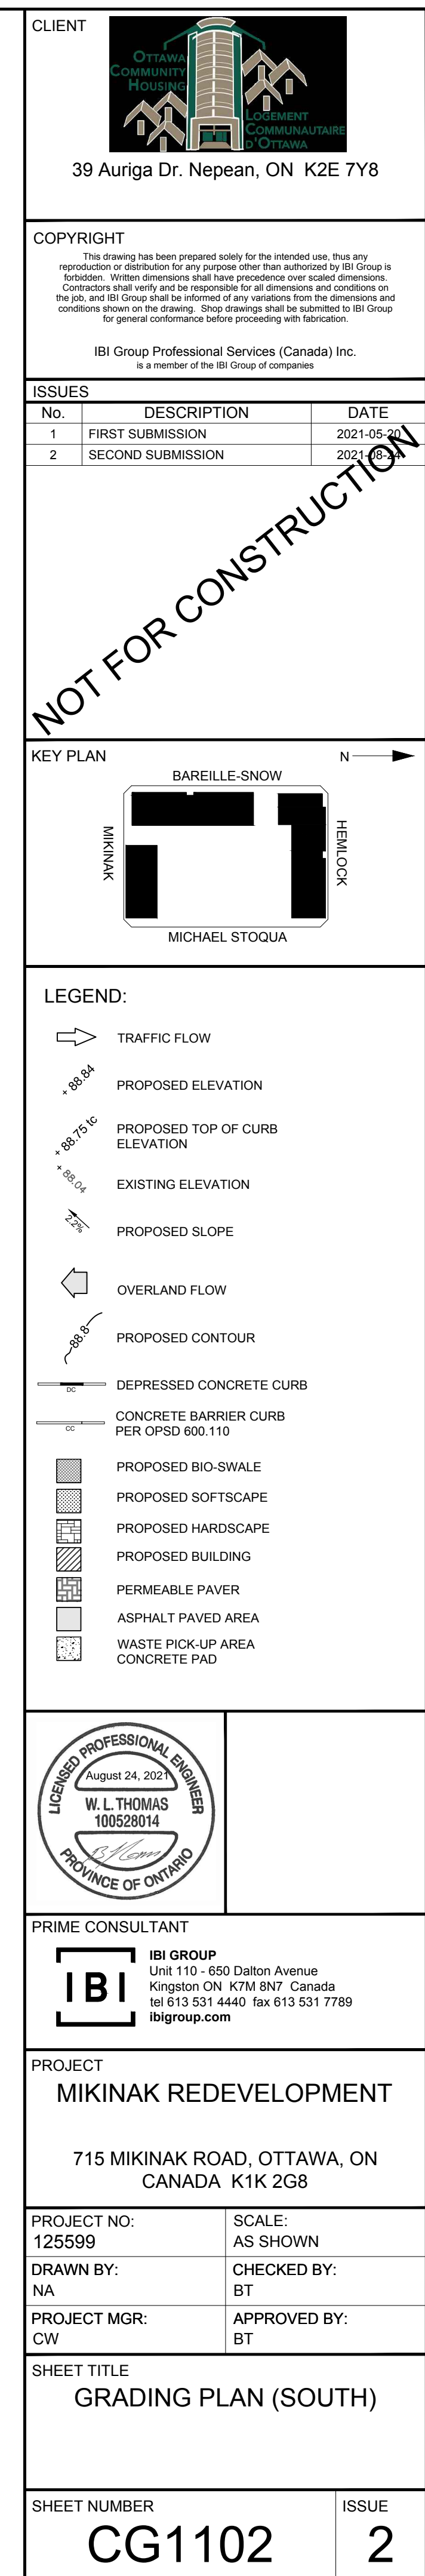 CLIENT
OTTAWA
COMMUNITY
HOUSING
LOGEMENT
COMMUNAUTAIRE
D'OTTAWA
39 Auriga Dr. Nepean, ON K2E 7Y8
COPYRIGHT
This drawing has been prepared solely for the intended use, thus any
reproduction or distribution for any purpose other than authorized by IBI Group is
forbidden. Written dimensions shall have precedence over scaled dimensions.
Contractors shall verify and be responsible for all dimensions and conditions on
the job, and IBI Group shall be informed of any variations from the dimensions and
conditions shown on the drawing. Shop drawings shall be submitted to IBI Group
for general conformance before proceeding with fabrication.
IBI Group Professional Services (Canada) Inc.
is a member of the IBI Group of companies
ISSUES
No. DESCRIPTION DATE
1 FIRST SUBMISSION 2021-05-20
2 SECOND SUBMISSION 2021-08-24
NOT FOR CONSTRUCTION
KEY PLAN N
BAREILLE-SNOW
MIKINAK
HEMLOCK
MICHAEL STOQUA
LEGEND:
TRAFFIC FLOW
+ 88.84 PROPOSED ELEVATION
+ 88.75 tc PROPOSED TOP OF CURB
ELEVATION
+ 88.04 EXISTING ELEVATION
2.2% PROPOSED SLOPE
OVERLAND FLOW
88.8 PROPOSED CONTOUR
DC DEPRESSED CONCRETE CURB
CC CONCRETE BARRIER CURB
PER OPSD 600.110
PROPOSED BIO-SWALE
PROPOSED SOFTSCAPE
PROPOSED HARDSCAPE
PROPOSED BUILDING
PERMEABLE PAVER
ASPHALT PAVED AREA
WASTE PICK-UP AREA
CONCRETE PAD
LICENSED PROFESSIONAL ENGINEER
August 24, 2021
W. L. THOMAS
100528014
PROVINCE OF ONTARIO
PRIME CONSULTANT
IBI
IBI GROUP
Unit 110 - 650 Dalton Avenue
Kingston ON K7M 8N7 Canada
tel 613 531 4440 fax 613 531 7789
ibigroup.com
PROJECT
MIKINAK REDEVELOPMENT
715 MIKINAK ROAD, OTTAWA, ON
CANADA K1K 2G8
PROJECT NO: SCALE:
125599 AS SHOWN
DRAWN BY: CHECKED BY:
NA BT
PROJECT MGR: APPROVED BY:
CW BT
SHEET TITLE
GRADING PLAN (SOUTH)
SHEET NUMBER ISSUE
CG1102 2